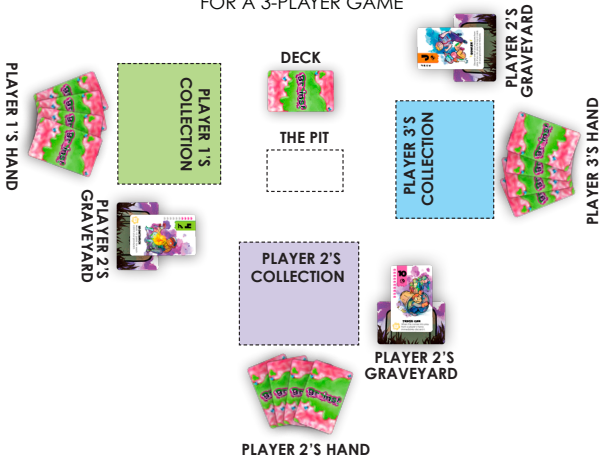 FOR A 3-PLAYER GAME
DECK
THE PIT
PLAYER 1'S HAND
PLAYER 1'S
COLLECTION
PLAYER 2'S
GRAVEYARD
PLAYER 2'S
GRAVEYARD
PLAYER 3'S
COLLECTION
PLAYER 3'S HAND
PLAYER 2'S
COLLECTION
10
PLAYER 2'S
GRAVEYARD
PLAYER 2'S HAND